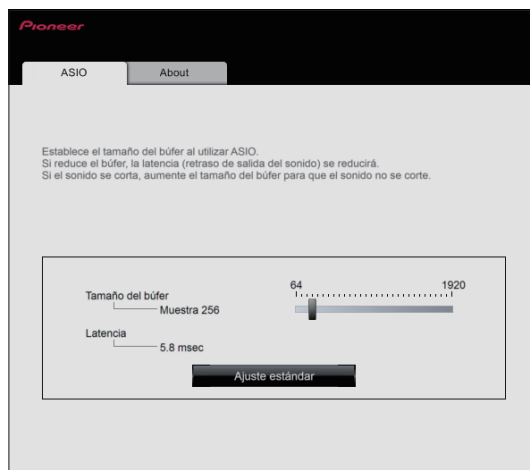 Pioneer
ASIO
About
Establece el tamaño del búfer al utilizar ASIO.
Si reduce el búfer, la latencia (retraso de salida del sonido) se reducirá.
Si el sonido se corta, aumente el tamaño del búfer para que el sonido no se corte.
64 1920
Tamaño del búfer
Muestra 256
Latencia
5.8 msec
Ajuste estándar